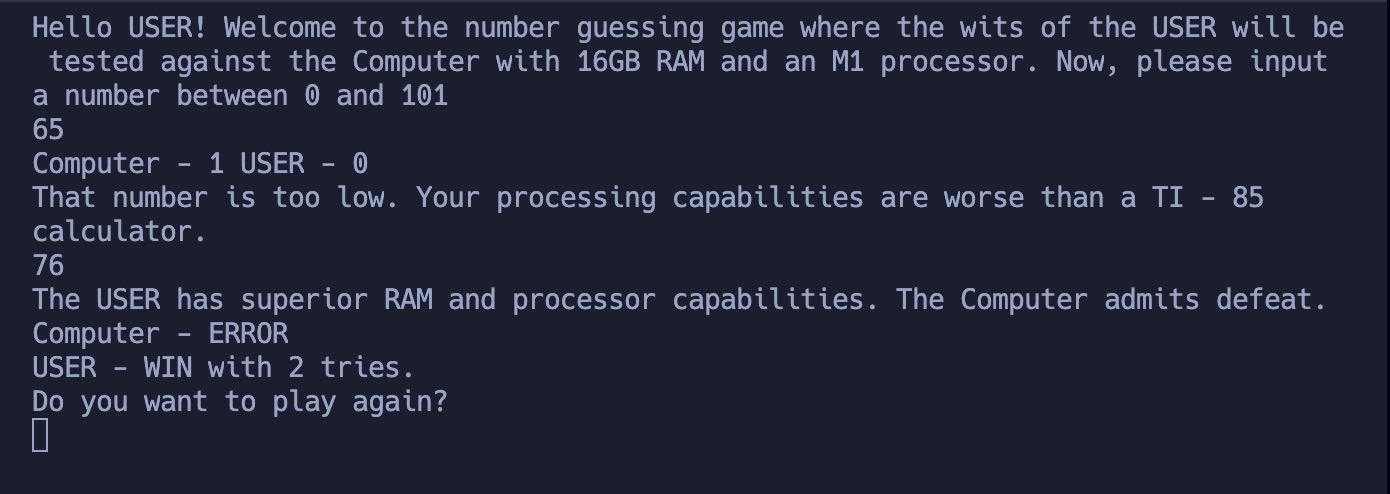 Hello USER! Welcome to the number guessing game where the wits of the USER will be
tested against the Computer with 16GB RAM and an M1 processor. Now, please input
a number between 0 and 101
65
Computer - 1 USER - 0
That number is too low. Your processing capabilities are worse than a TI - 85
calculator.
76
The USER has superior RAM and processor capabilities. The Computer admits defeat.
Computer - ERROR
USER - WIN with 2 tries.
Do you want to play again?